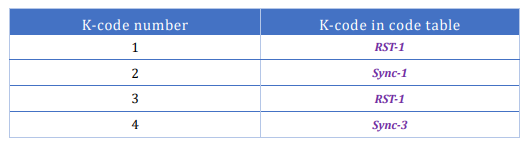 K-code number K-code in code table
1 RST-1
2 Sync-1
3 RST-1
4 Sync-3